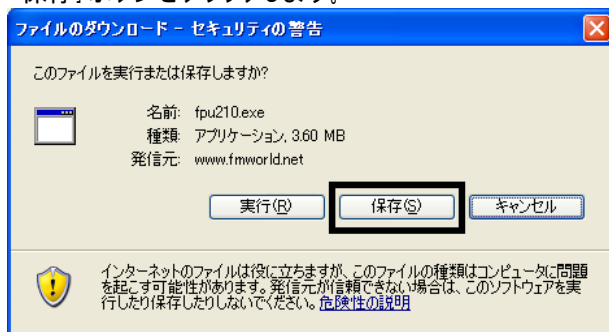 「保存」ボタンをクリックします。
ファイルのダウンロード - セキュリティの警告
このファイルを実行または保存しますか?
名前: fpu210.exe
種類: アプリケーション, 3.60 MB
発信元: www.fmworld.net
実行(R) 保存(S) キャンセル
インターネットのファイルは役に立ちますが、このファイルの種類はコンピュータに問題
を起こす可能性があります。発信元が信頼できない場合は、このソフトウェアを実
行したり保存したりしないでください。危険性の説明